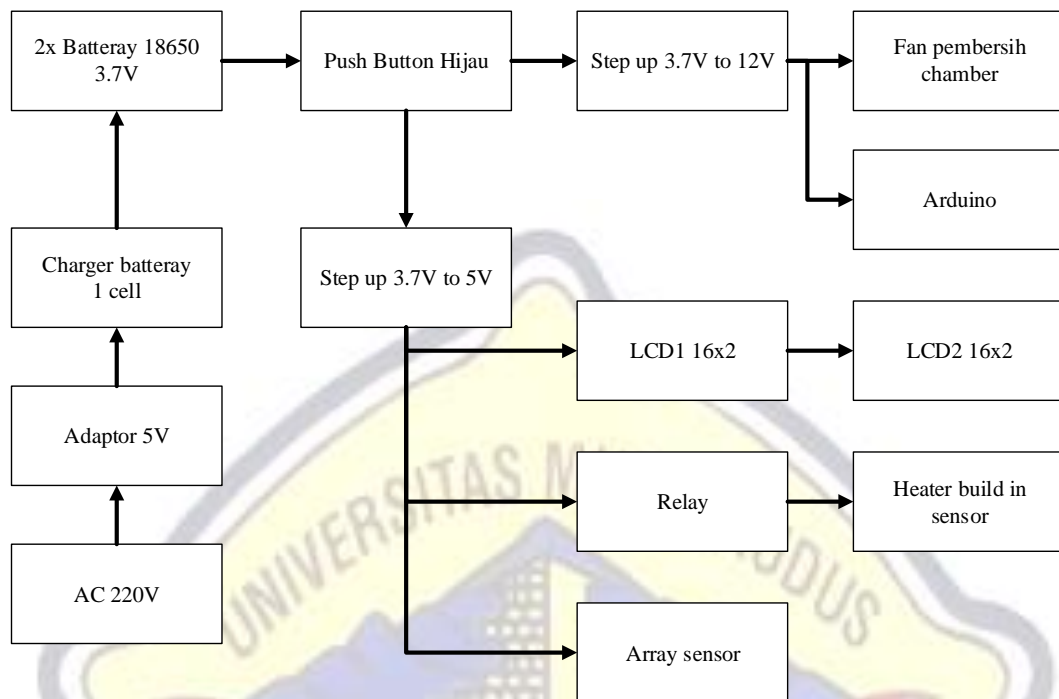 2x Batteray 18650
3.7V
Push Button Hijau
Step up 3.7V to 12V
Fan pembersih
chamber
Arduino
Charger batteray
1 cell
Step up 3.7V to 5V
LCD1 16x2
LCD2 16x2
Adaptor 5V
Relay
Heater build in
sensor
AC 220V
Array sensor
UNIVERSITAS